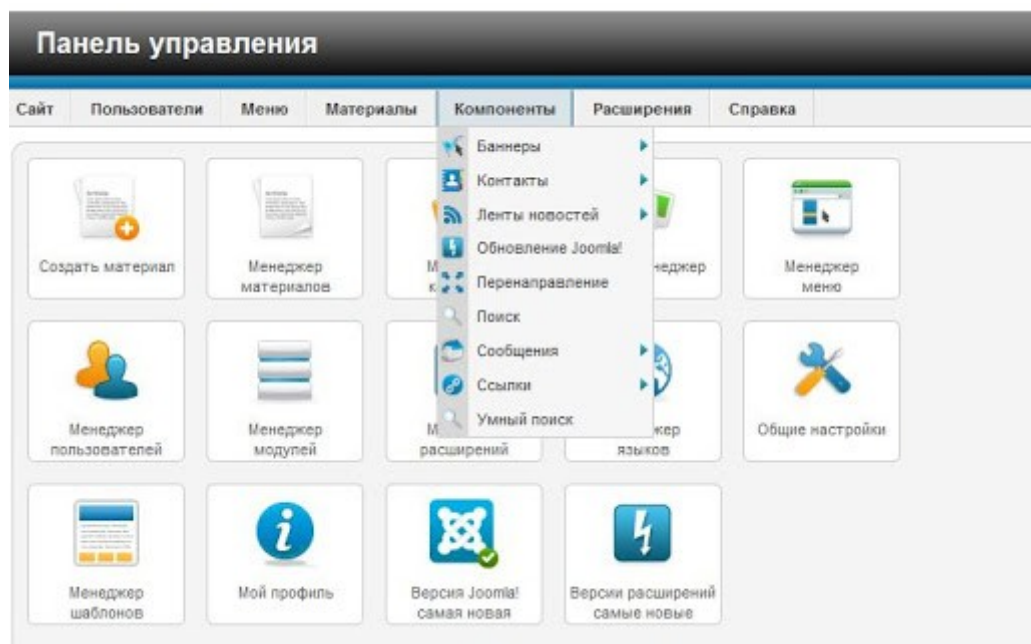 Панель управления
Сайт Пользователи Меню Материалы Компоненты Расширения Справка
Баннеры
Контакты
Ленты новостей
Обновление Joomla!
Перенаправление
Поиск
Сообщения
Ссылки
Умный поиск
Создать материал
Менеджер
материалов
Менеджер
меню
Менеджер
пользователей
Менеджер
модулей
расширений
языков
Общие настройки
Менеджер
шаблонов
Мой профиль
Версия Joomla!
самая новая
Версии расширений
самые новые